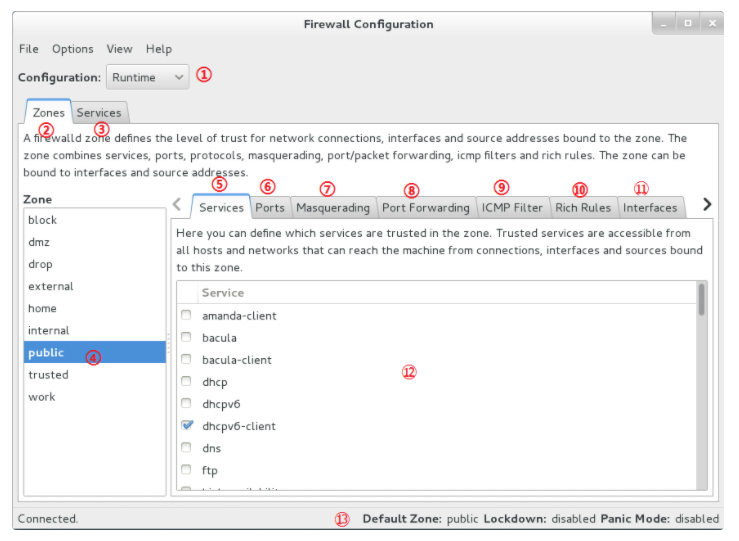 Firewall Configuration
File Options View Help
Configuration: Runtime ①
Zones Services
② ③
A firewalld zone defines the level of trust for network connections, interfaces and source addresses bound to the zone. The
zone combines services, ports, protocols, masquerading, port/packet forwarding, icmp filters and rich rules. The zone can be
bound to interfaces and source addresses.
⑤ ⑥ ⑦ ⑧ ⑨ ⑩ ⑪
Zone
Services Ports Masquerading Port Forwarding ICMP Filter Rich Rules Interfaces
block
dmz
drop
external
home
internal
public ④
trusted
work
Here you can define which services are trusted in the zone. Trusted services are accessible from
all hosts and networks that can reach the machine from connections, interfaces and sources bound
to this zone.
Service
amanda-client
bacula
bacula-client
⑫
dhcp
dhcpv6
dhcpv6-client
dns
ftp
Connected. ⑬ Default Zone: public Lockdown: disabled Panic Mode: disabled